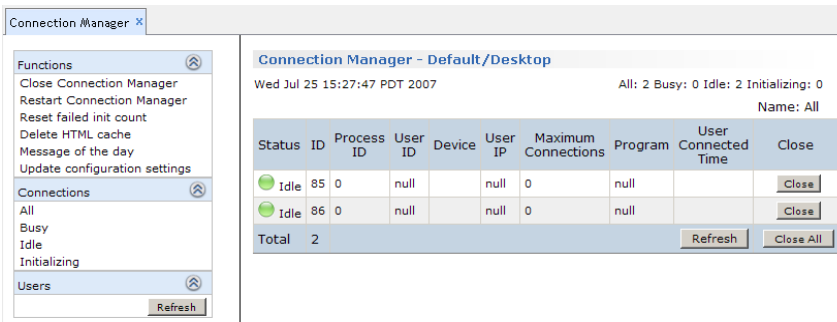 Connection Manager x
Functions
Close Connection Manager
Restart Connection Manager
Reset failed init count
Delete HTML cache
Message of the day
Update configuration settings
Connections
All
Busy
Idle
Initializing
Users
Refresh
Connection Manager - Default/Desktop
Wed Jul 25 15:27:47 PDT 2007 All: 2 Busy: 0 Idle: 2 Initializing: 0
Name: All
Status ID Process ID User ID Device User IP Maximum Connections Program User Connected Time Close
Idle 85 0 null null 0 null Close
Idle 86 0 null null 0 null Close
Total 2 Refresh Close All